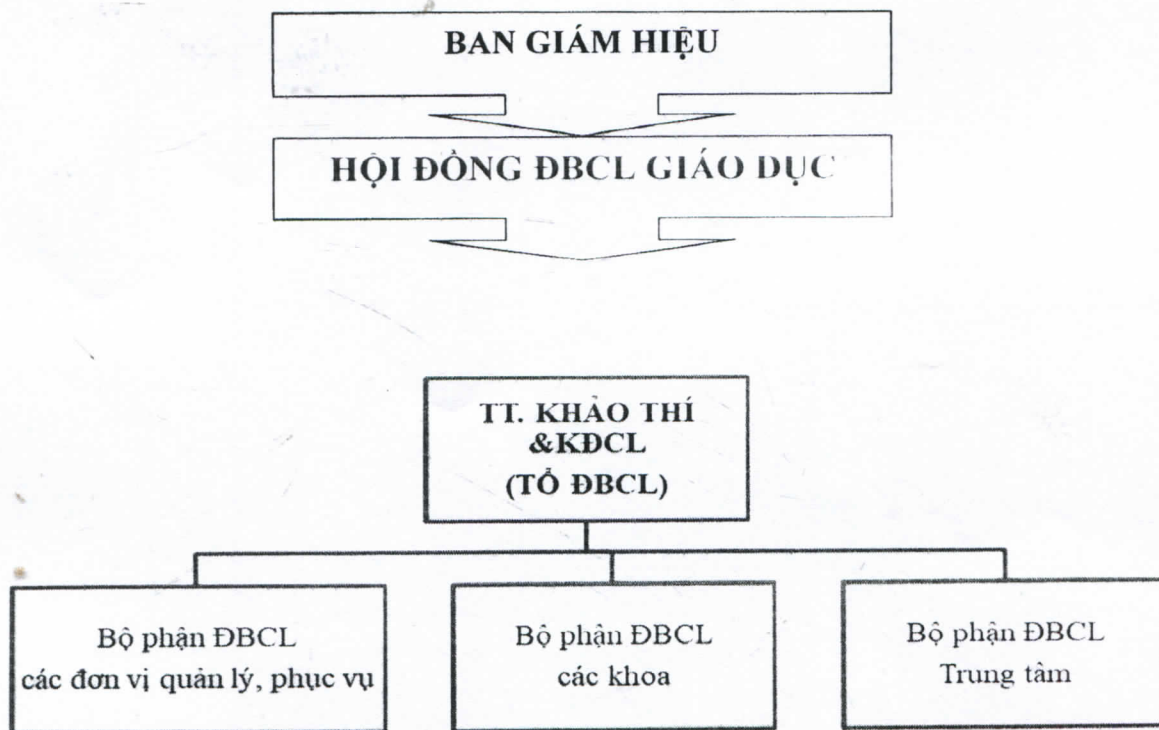 BAN GIÁM HIỆU
HỘI ĐỒNG ĐBCL GIÁO DỤC
TT. KHẢO THÍ
&KĐCL
(TỔ ĐBCL)
Bộ phận ĐBCL
các đơn vị quản lý, phục vụ
Bộ phận ĐBCL
các khoa
Bộ phận ĐBCL
Trung tâm